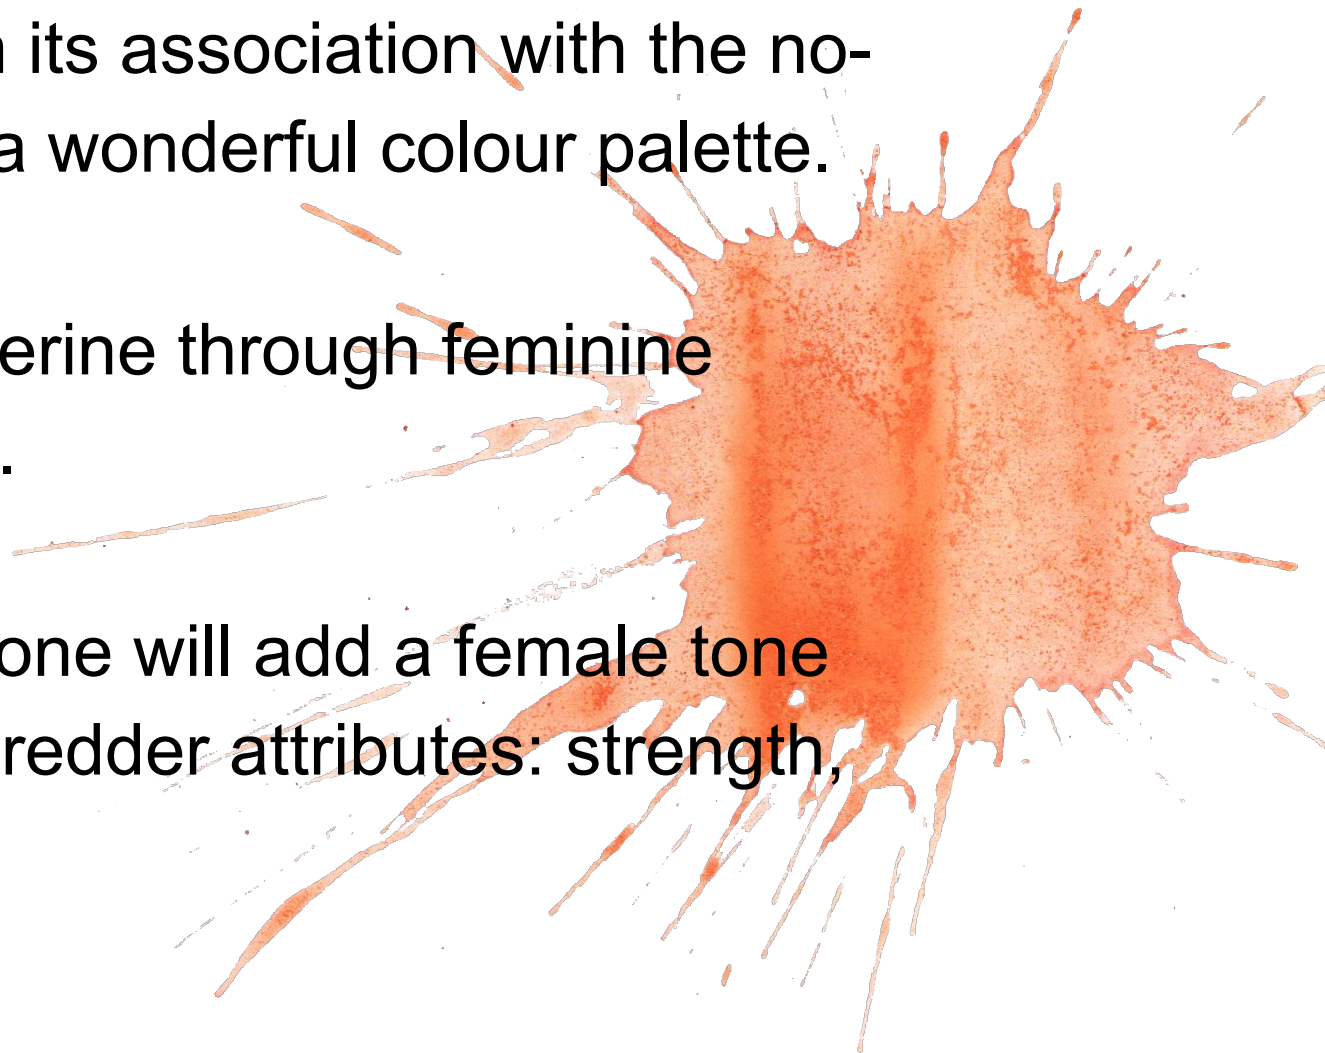 its association with the no-
a wonderful colour palette.
erine through feminine
.
one will add a female tone
redder attributes: strength,